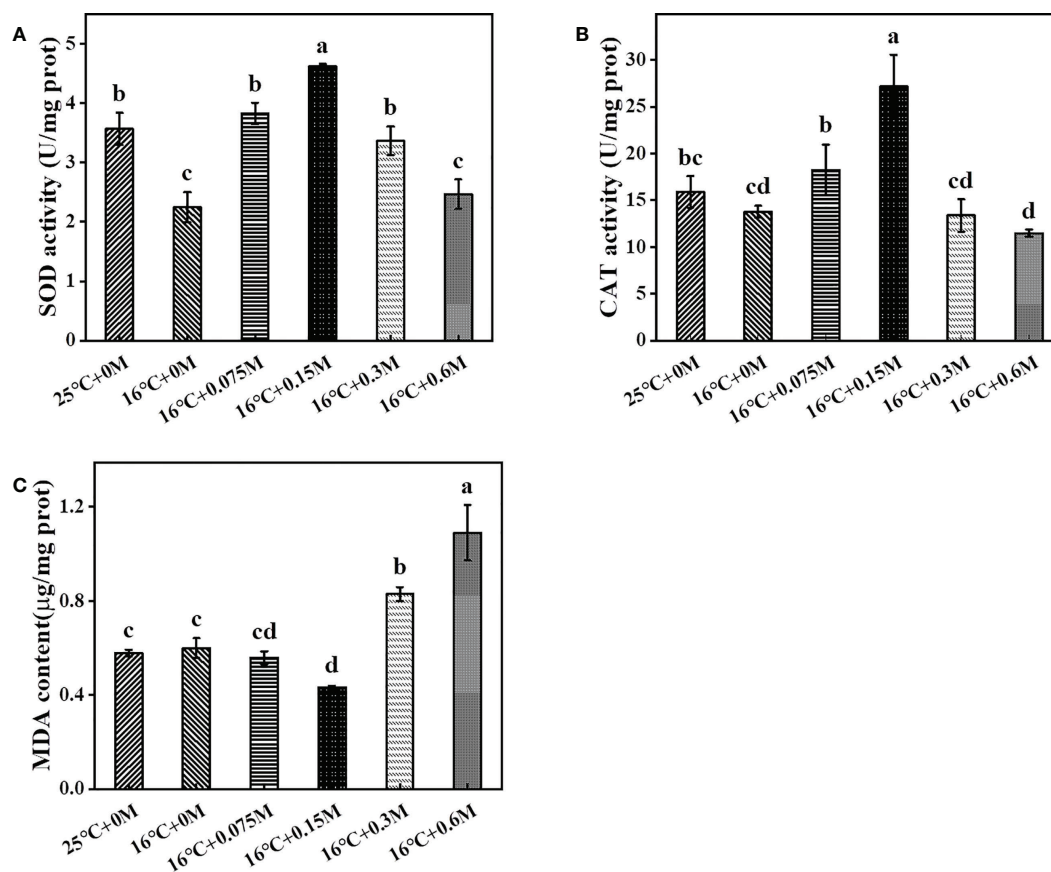 A
SOD activity (U/mg prot)
5
4
3
2
1
0
b
c
b
a
b
c
25°C+0M
16°C+0M
16°C+0.075M
16°C+0.15M
16°C+0.3M
16°C+0.6M
B
CAT activity (U/mg prot)
30
25
20
15
10
5
0
bc
cd
b
a
cd
d
25°C+0M
16°C+0M
16°C+0.075M
16°C+0.15M
16°C+0.3M
16°C+0.6M
C
MDA content(μg/mg prot)
1.2
0.8
0.4
0.0
c
c
cd
d
b
a
25°C+0M
16°C+0M
16°C+0.075M
16°C+0.15M
16°C+0.3M
16°C+0.6M